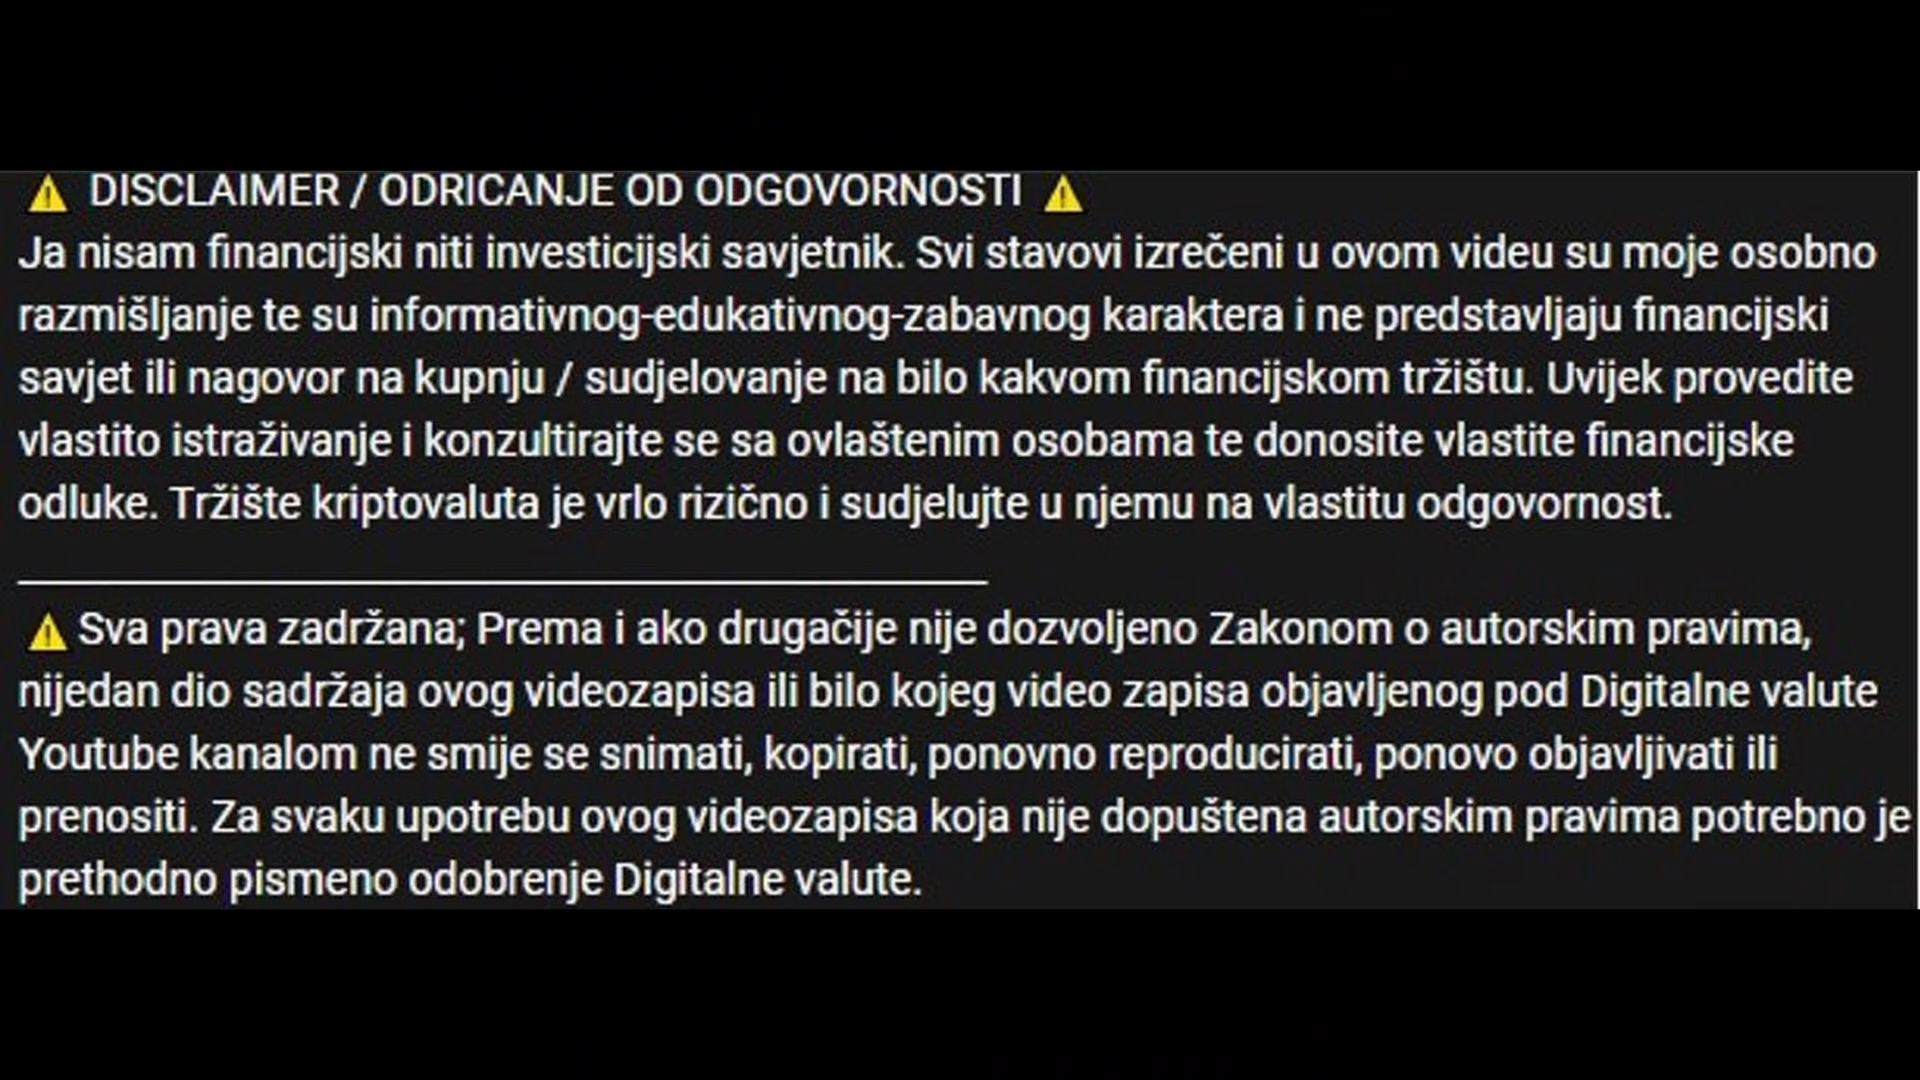 ⚠️ DISCLAIMER / ODRICANJE OD ODGOVORNOSTI ⚠️
Ja nisam financijski niti investicijski savjetnik. Svi stavovi izrečeni u ovom videu su moje osobno
razmišljanje te su informativnog-edukativnog-zabavnog karaktera i ne predstavljaju financijski
savjet ili nagovor na kupnju / sudjelovanje na bilo kakvom financijskom tržištu. Uvijek provedite
vlastito istraživanje i konzultirajte se sa ovlaštenim osobama te donosite vlastite financijske
odluke. Tržište kriptovaluta je vrlo rizično i sudjelujte u njemu na vlastitu odgovornost.
⚠️Sva prava zadržana; Prema i ako drugačije nije dozvoljeno Zakonom o autorskim pravima,
nijedan dio sadržaja ovog videozapisa ili bilo kojeg video zapisa objavljenog pod Digitalne valute
Youtube kanalom ne smije se snimati, kopirati, ponovno reproducirati, ponovo objavljivati ili
prenositi. Za svaku upotrebu ovog videozapisa koja nije dopuštena autorskim pravima potrebno je
prethodno pismeno odobrenje Digitalne valute.